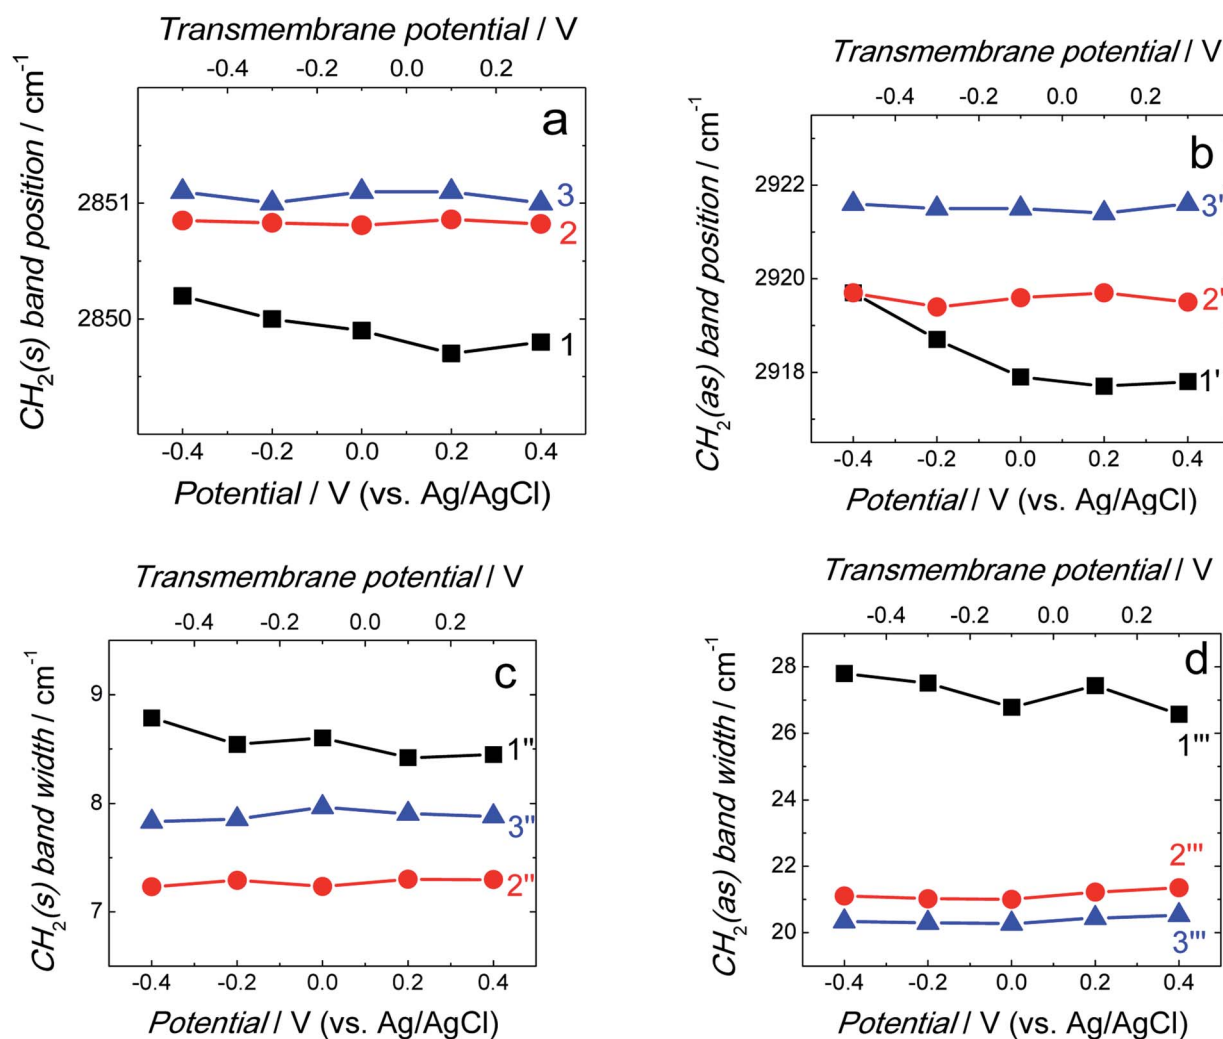 Transmembrane potential / V
-0.4 -0.2 0.0 0.2
CH₂(s) band position / cm⁻¹
a
2851
2850
3
2
1
-0.4 -0.2 0.0 0.2 0.4
Potential / V (vs. Ag/AgCl)
Transmembrane potential / V
-0.4 -0.2 0.0 0.2
CH₂(as) band position / cm⁻¹
b
2922
2920
2918
3'
2'
1'
-0.4 -0.2 0.0 0.2 0.4
Potential / V (vs. Ag/AgCl)
Transmembrane potential / V
-0.4 -0.2 0.0 0.2
CH₂(s) band width / cm⁻¹
c
9
8
7
1"
3"
2"
-0.4 -0.2 0.0 0.2 0.4
Potential / V (vs. Ag/AgCl)
Transmembrane potential / V
-0.4 -0.2 0.0 0.2
CH₂(as) band width / cm⁻¹
d
28
26
24
22
20
1'''
2'''
3'''
-0.4 -0.2 0.0 0.2 0.4
Potential / V (vs. Ag/AgCl)